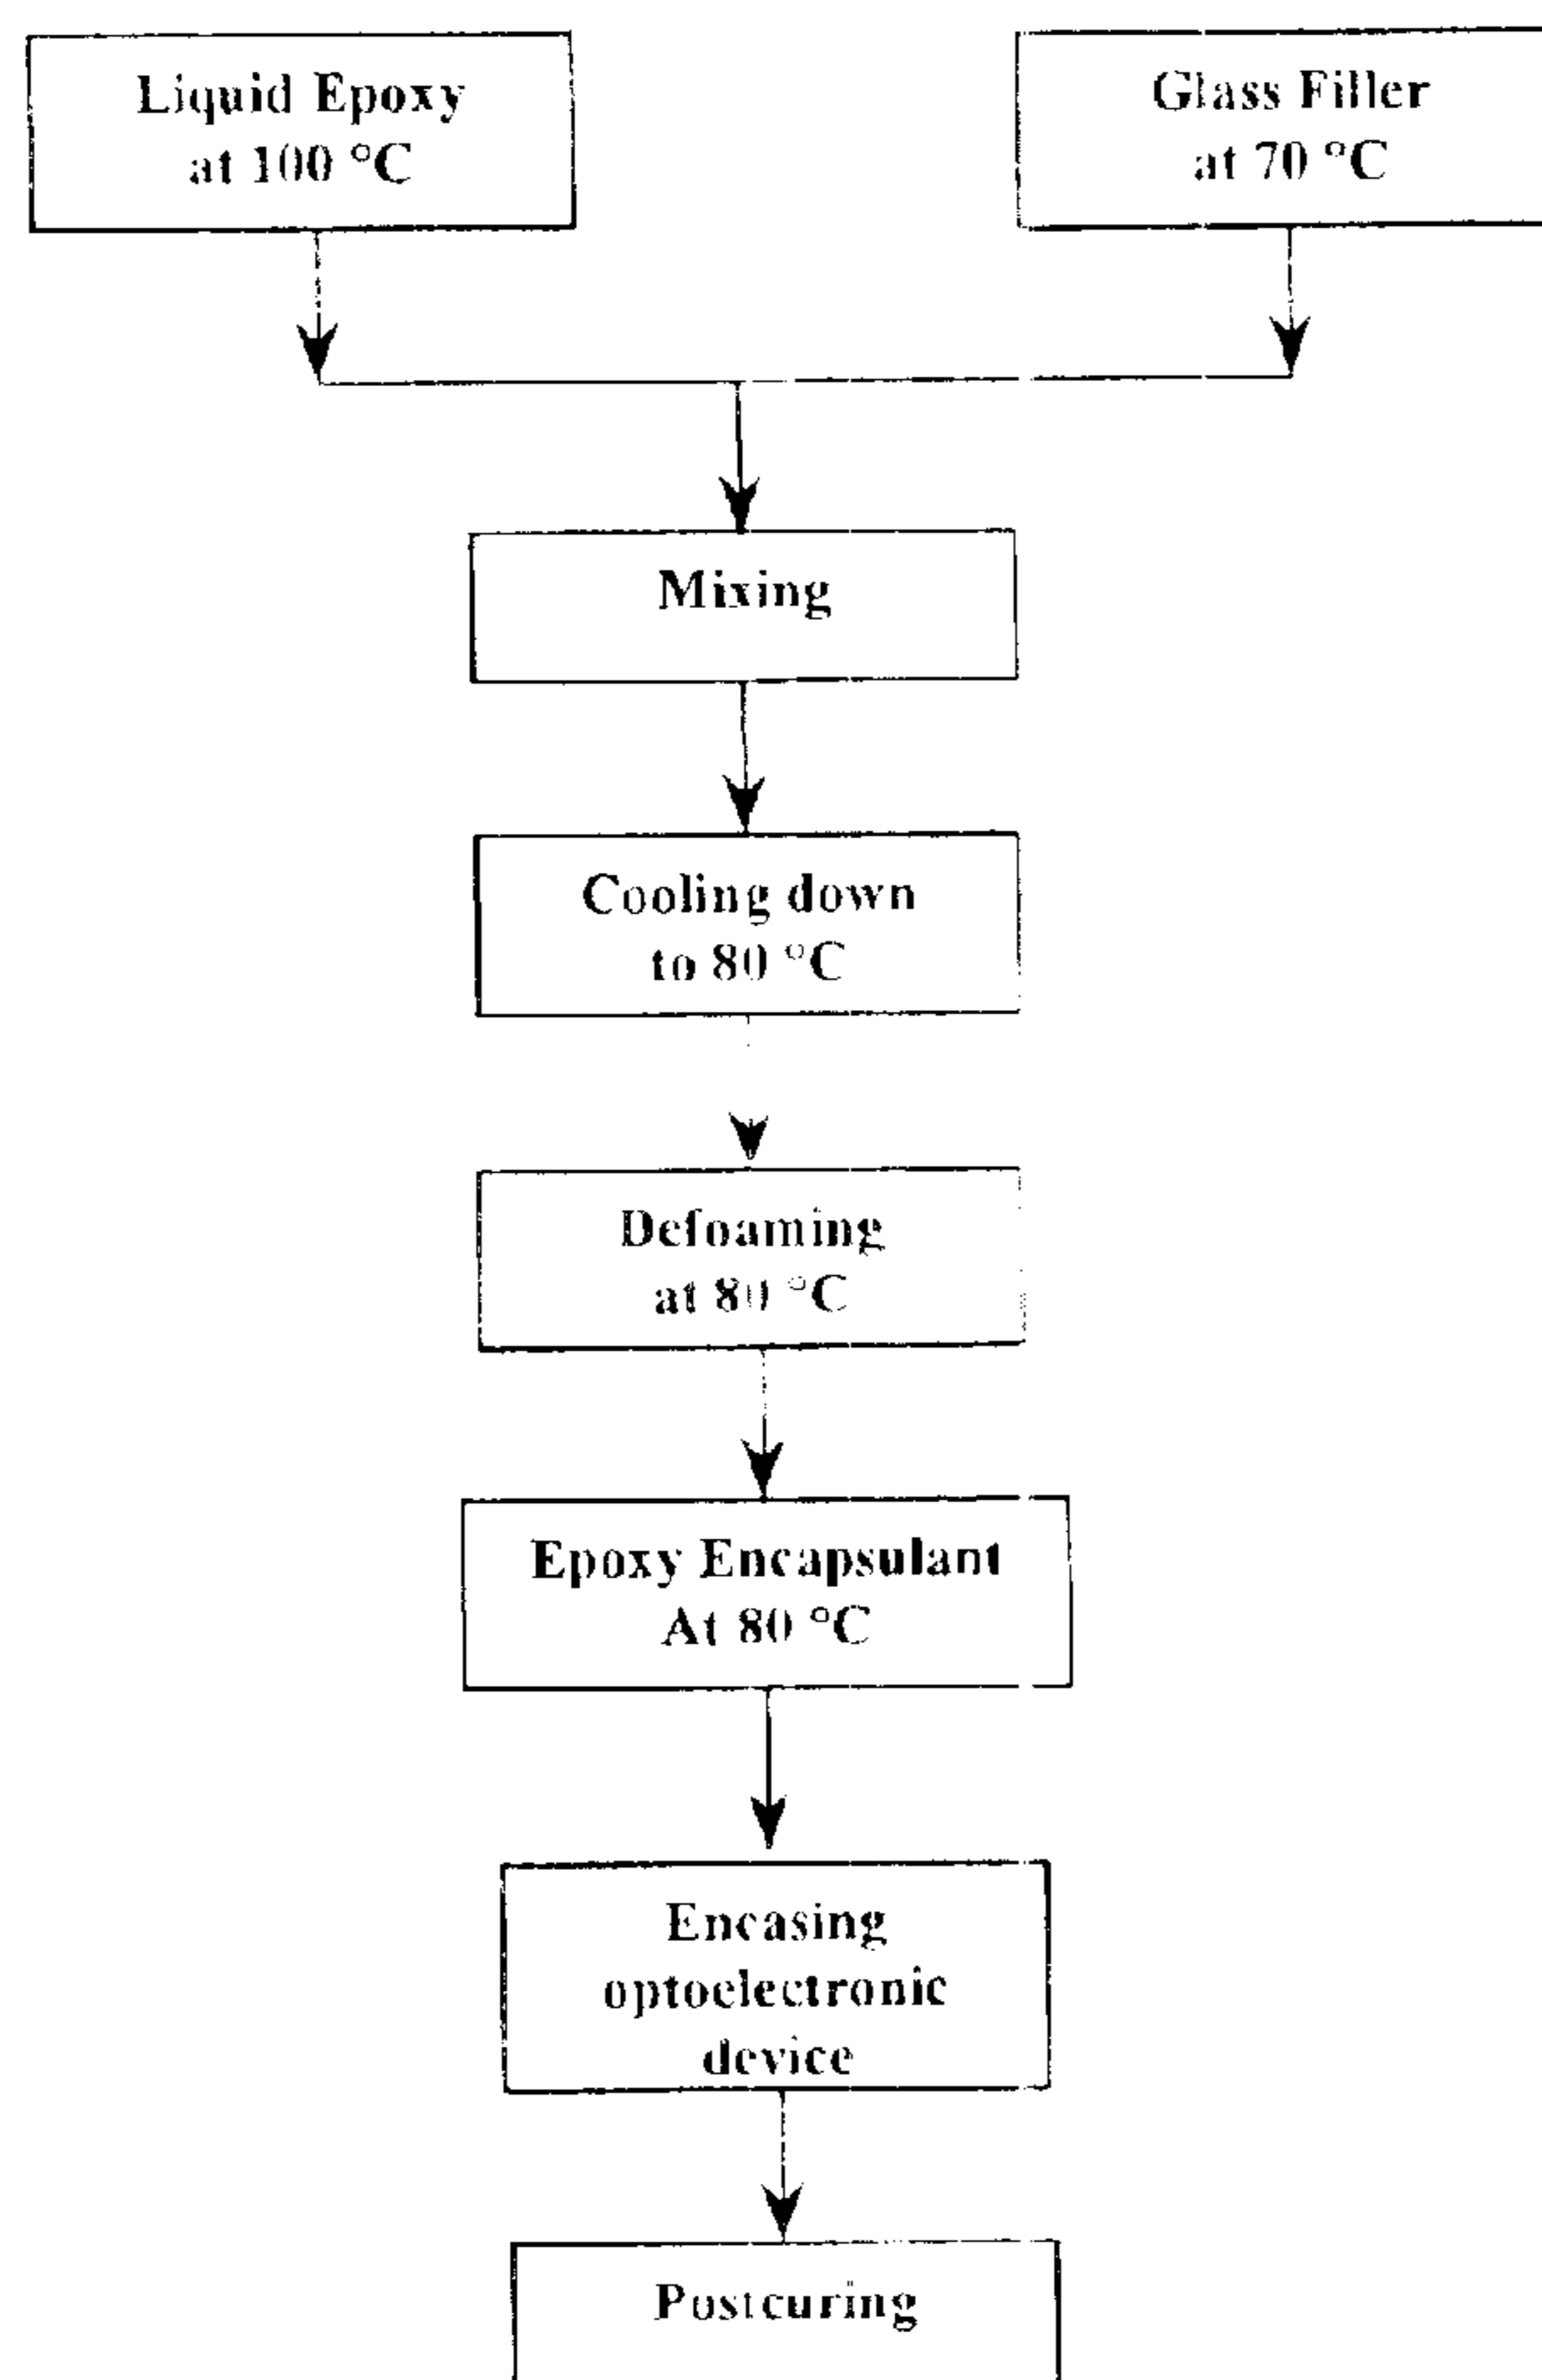 Liquid Epoxy
at 100 °C
Glass Filler
at 70 °C
Mixing
Cooling down
to 80 °C
Defoaming
at 80 °C
Epoxy Encapsulant
At 80 °C
Encasing
optoelectronic
device
Postcuring